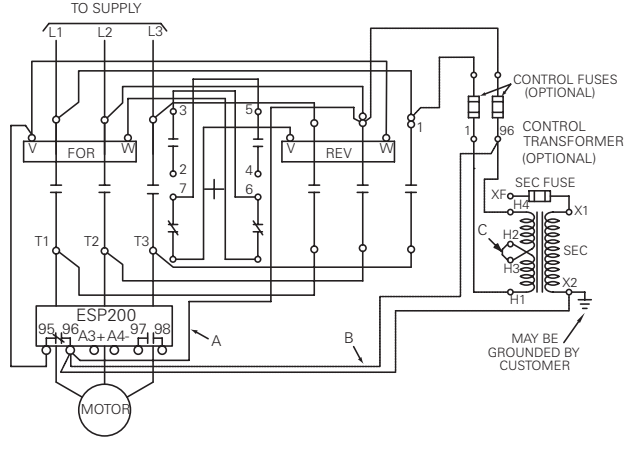 TO SUPPLY
L1 L2 L3
CONTROL FUSES
(OPTIONAL)
3 5 1 1 96
CONTROL
TRANSFORMER
(OPTIONAL)
V FOR W V REV W
2 4
7 6
SEC FUSE
XF
H4 X1
C H2
H3 SEC
T1 T2 T3
H1 X2
ESP200
95 96 A3+ A4- 97 98
A
B
MAY BE
GROUNDED BY
CUSTOMER
MOTOR